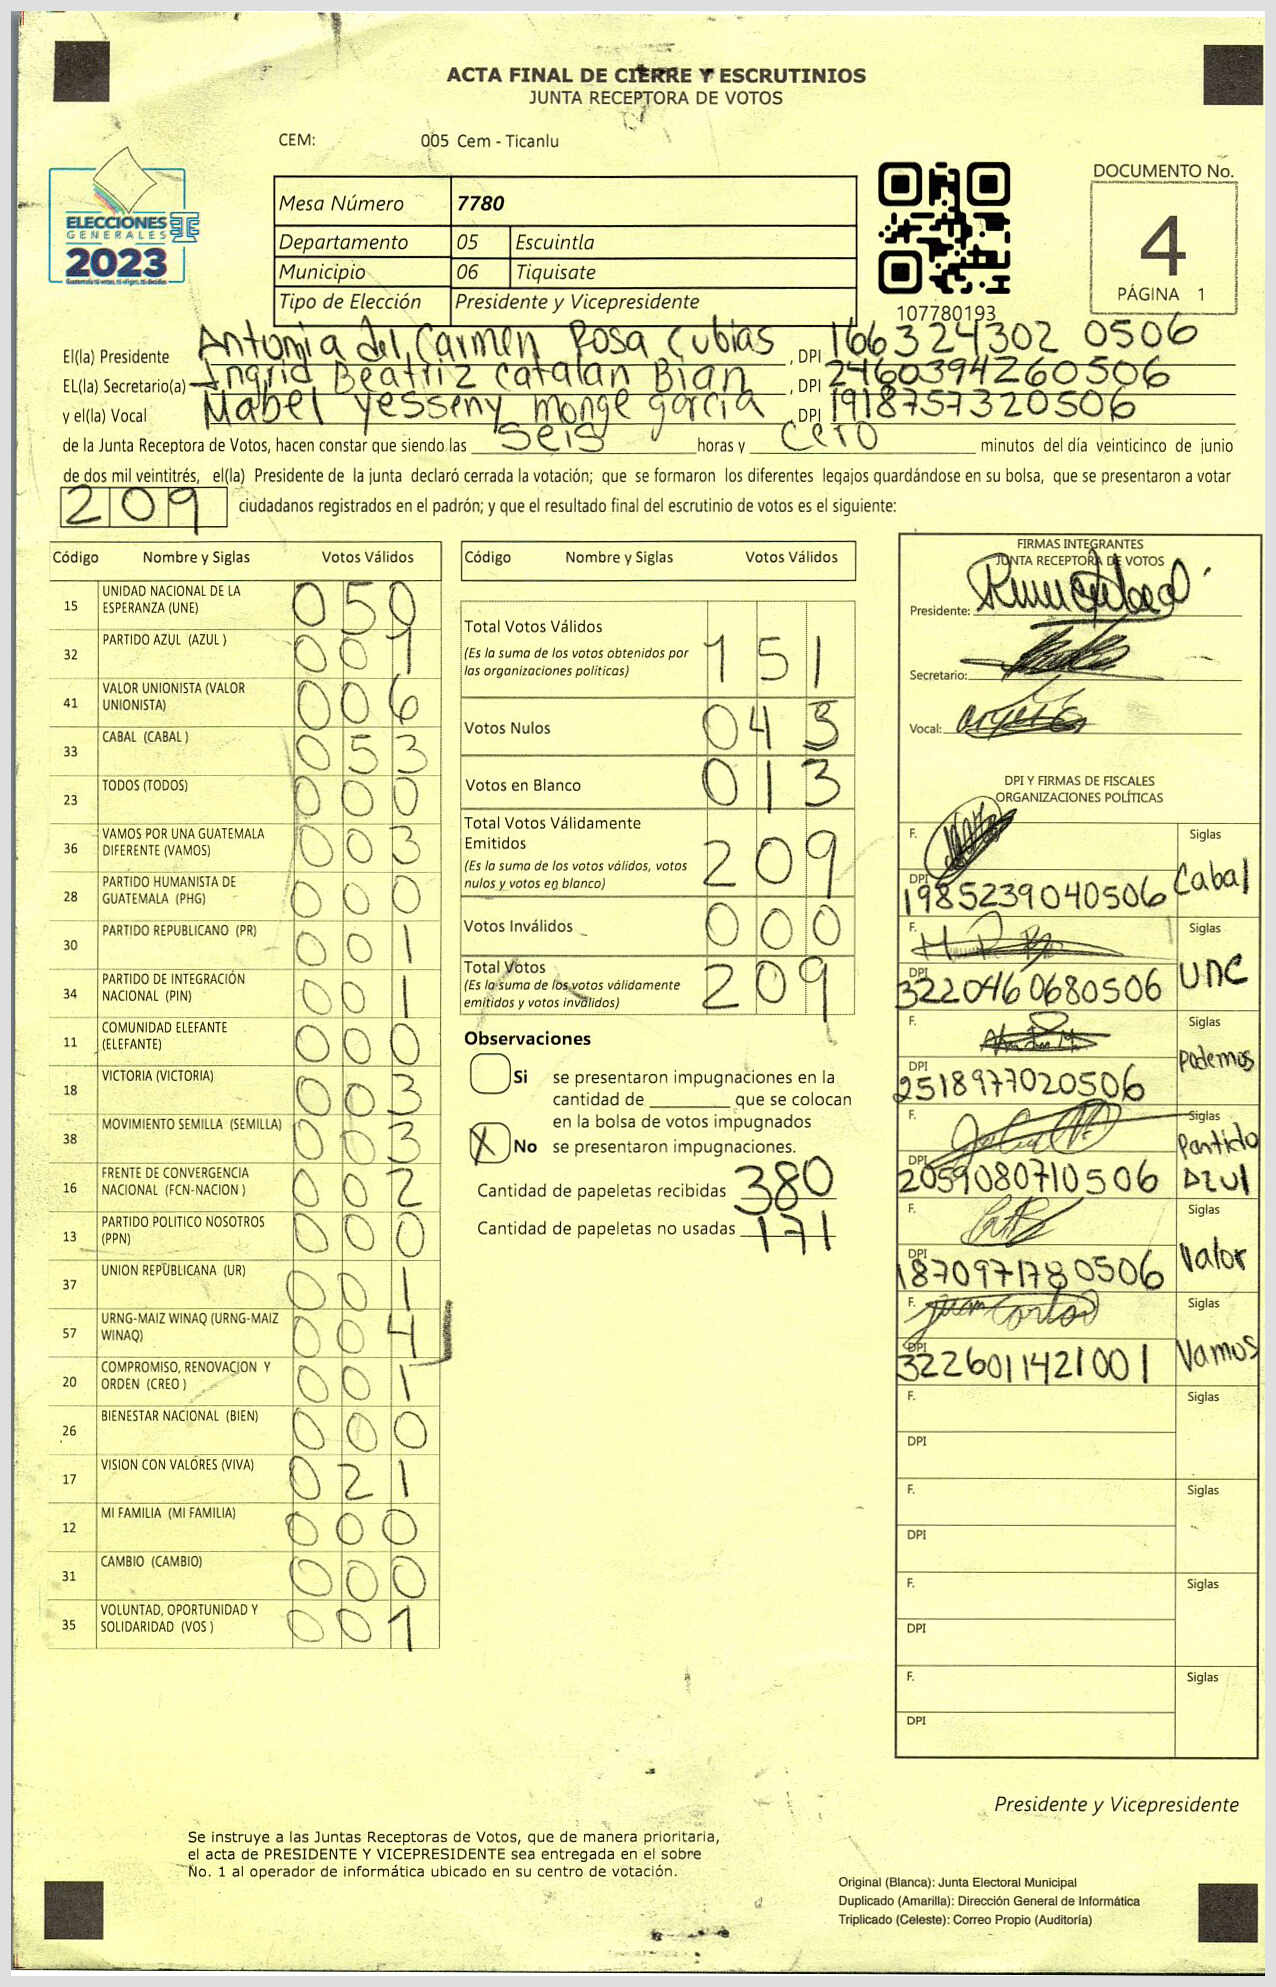 ACTA FINAL DE CIERRE Y ESCRUTINIOS
JUNTA RECEPTORA DE VOTOS
CEM: 005 Cem - Ticanlu
ELECCIONES
GENERALES
2023
Mesa Número 7780
Departamento 05 Escuintla
Municipio 06 Tiquisate
Tipo de Elección Presidente y Vicepresidente
107780193
DOCUMENTO No.
4
PÁGINA 1
El(la) Presidente Antonia del Carmen Rosa Cubias , DPI 166324302 0506
EL(la) Secretario(a) Ingrid Beatriz Catalan Bian , DPI 2460394260506
y el(la) Vocal Mabel Yesseny monge garcia , DPI 1918757320506
de la Junta Receptora de Votos, hacen constar que siendo las seis horas y cero minutos del día veinticinco de junio
de dos mil veintitrés, el(la) Presidente de la junta declaró cerrada la votación; que se formaron los diferentes legajos guardándose en su bolsa, que se presentaron a votar
209 ciudadanos registrados en el padrón; y que el resultado final del escrutinio de votos es el siguiente:
Código Nombre y Siglas Votos Válidos
15 UNIDAD NACIONAL DE LA ESPERANZA (UNE) 050
32 PARTIDO AZUL (AZUL ) 001
41 VALOR UNIONISTA (VALOR UNIONISTA) 006
33 CABAL (CABAL ) 053
23 TODOS (TODOS) 000
36 VAMOS POR UNA GUATEMALA DIFERENTE (VAMOS) 003
28 PARTIDO HUMANISTA DE GUATEMALA (PHG) 000
30 PARTIDO REPUBLICANO (PR) 001
34 PARTIDO DE INTEGRACIÓN NACIONAL (PIN) 001
11 COMUNIDAD ELEFANTE (ELEFANTE) 000
18 VICTORIA (VICTORIA) 003
38 MOVIMIENTO SEMILLA (SEMILLA) 003
16 FRENTE DE CONVERGENCIA NACIONAL (FCN-NACION ) 002
13 PARTIDO POLITICO NOSOTROS (PPN) 000
37 UNION REPUBLICANA (UR) 001
57 URNG-MAIZ WINAQ (URNG-MAIZ WINAQ) 004
20 COMPROMISO, RENOVACION Y ORDEN (CREO ) 001
26 BIENESTAR NACIONAL (BIEN) 000
17 VISION CON VALORES (VIVA) 021
12 MI FAMILIA (MI FAMILIA) 000
31 CAMBIO (CAMBIO) 000
35 VOLUNTAD, OPORTUNIDAD Y SOLIDARIDAD (VOS ) 001
Código Nombre y Siglas Votos Válidos
Total Votos Válidos 151
(Es la suma de los votos obtenidos por
las organizaciones políticas)
Votos Nulos 043
Votos en Blanco 013
Total Votos Válidamente
Emitidos 209
(Es la suma de los votos válidos, votos
nulos y votos en blanco)
Votos Inválidos 000
Total Votos 209
(Es la suma de los votos válidamente
emitidos y votos inválidos)
Observaciones
Si se presentaron impugnaciones en la
cantidad de ________ que se colocan
en la bolsa de votos impugnados
X No se presentaron impugnaciones.
Cantidad de papeletas recibidas 380
Cantidad de papeletas no usadas 171
FIRMAS INTEGRANTES
JUNTA RECEPTORA DE VOTOS
Presidente:
Secretario:
Vocal:
DPI Y FIRMAS DE FISCALES
ORGANIZACIONES POLÍTICAS
F. Siglas
DPI 1985239040506 Cabal
F. Siglas
DPI 3220460680506 UNE
F. Siglas
DPI 2518977020506 Podemos
F. Siglas
DPI 2059080710506 Partido Azul
F. Siglas
DPI 1870971780506 Valor
F. Juan Carlos Siglas
DPI 3226011421001 Vamos
F. Siglas
DPI
F. Siglas
DPI
F. Siglas
DPI
F. Siglas
DPI
Presidente y Vicepresidente
Se instruye a las Juntas Receptoras de Votos, que de manera prioritaria,
el acta de PRESIDENTE Y VICEPRESIDENTE sea entregada en el sobre
No. 1 al operador de informática ubicado en su centro de votación.
Original (Blanca): Junta Electoral Municipal
Duplicado (Amarilla): Dirección General de Informática
Triplicado (Celeste): Correo Propio (Auditoría)